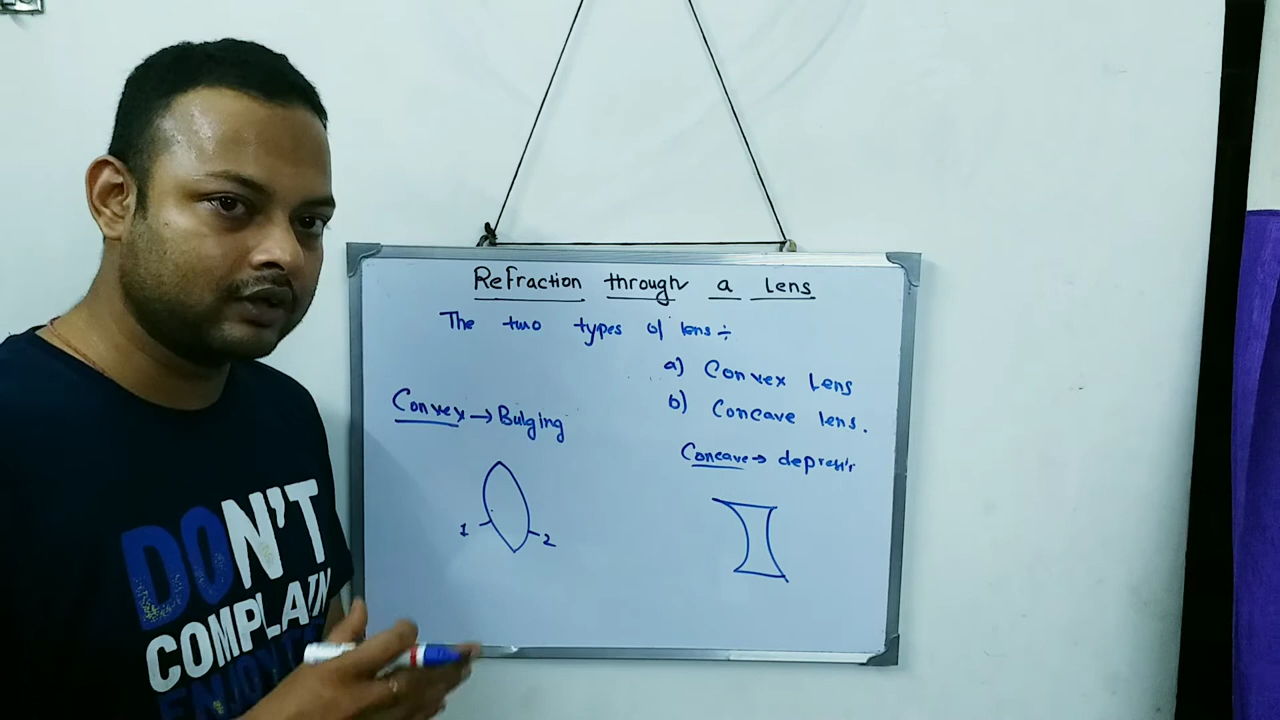 Refraction through a lens
The two types of lens ÷
a) Convex Lens
b) Concave lens.
Convex → Bulging
Concave →
1
2
DON'T
COMPLAIN